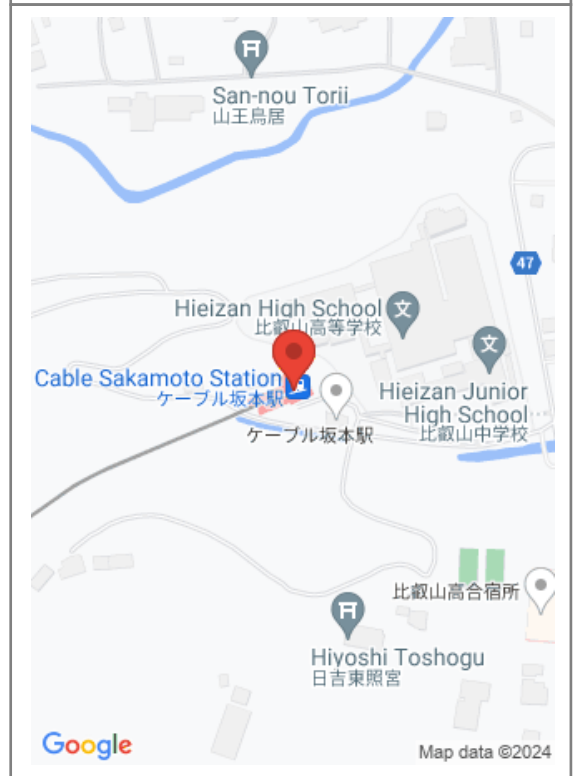 San-nou Torii
山王鳥居
47
Hieizan High School
比叡山高等学校
Cable Sakamoto Station
ケーブル坂本駅
Hieizan Junior
High School…
比叡山中学校
ケーブル坂本駅
比叡山高合宿所
Hiyoshi Toshogu
日吉東照宮
Google
Map data ©2024